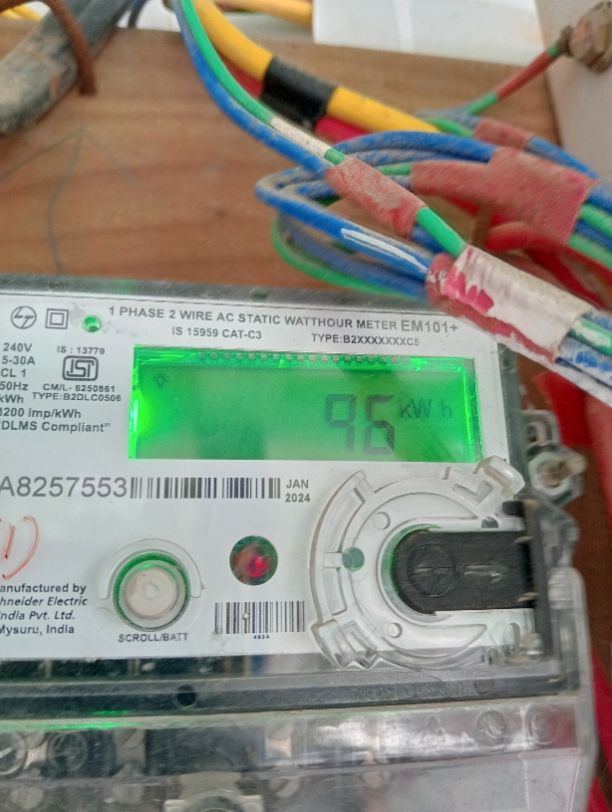 1 PHASE 2 WIRE AC STATIC WATTHOUR METER EM101+
IS 15959 CAT-C3 TYPE:B2XXXXXXXC5
240V
5-30A
CL 1
50Hz
kWh
3200 imp/kWh
"DLMS Compliant"
IS : 13779
ISI
CM/L- 6250861
TYPE:B2DLC0506
96 kWh
A8257553
JAN
2024
anufactured by
hneider Electric
ndia Pvt. Ltd.
Mysuru, India
SCROLL/BATT